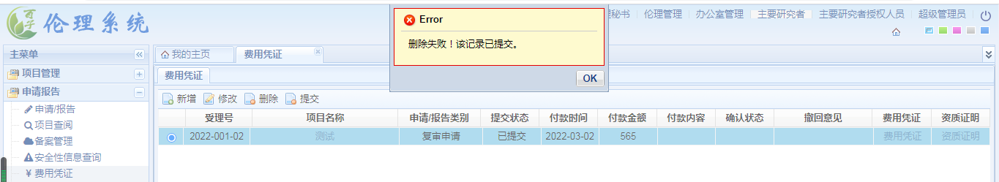 百子 伦理系统
理秘书 伦理管理 办公室管理 主要研究者 主要研究者授权人员 超级管理员
Error
删除失败！该记录已提交。
OK
主菜单
项目管理
申请报告
申请/报告
项目查阅
备案管理
安全性信息查询
¥ 费用凭证
我的主页 费用凭证
费用凭证
新增 修改 删除 提交
受理号 项目名称 申请/报告类别 提交状态 付款时间 付款金额 付款内容 确认状态 撤回意见 费用凭证 资质证明
2022-001-02 测试 复审申请 已提交 2022-03-02 565 费用凭证 资质证明